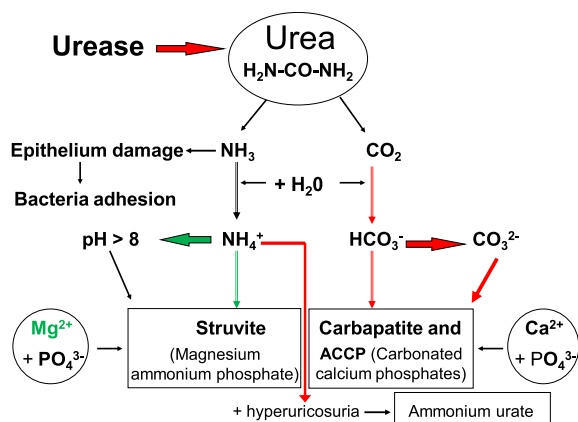 Urease
Urea
H₂N-CO-NH₂
Epithelium damage
NH₃
CO₂
+ H₂0
Bacteria adhesion
pH > 8
NH₄⁺
HCO₃⁻
CO₃²⁻
Mg²⁺
+ PO₄³⁻
Struvite
(Magnesium
ammonium phosphate)
Carbapatite and
ACCP (Carbonated
calcium phosphates)
Ca²⁺
+ PO₄³⁻
+ hyperuricosuria
Ammonium urate